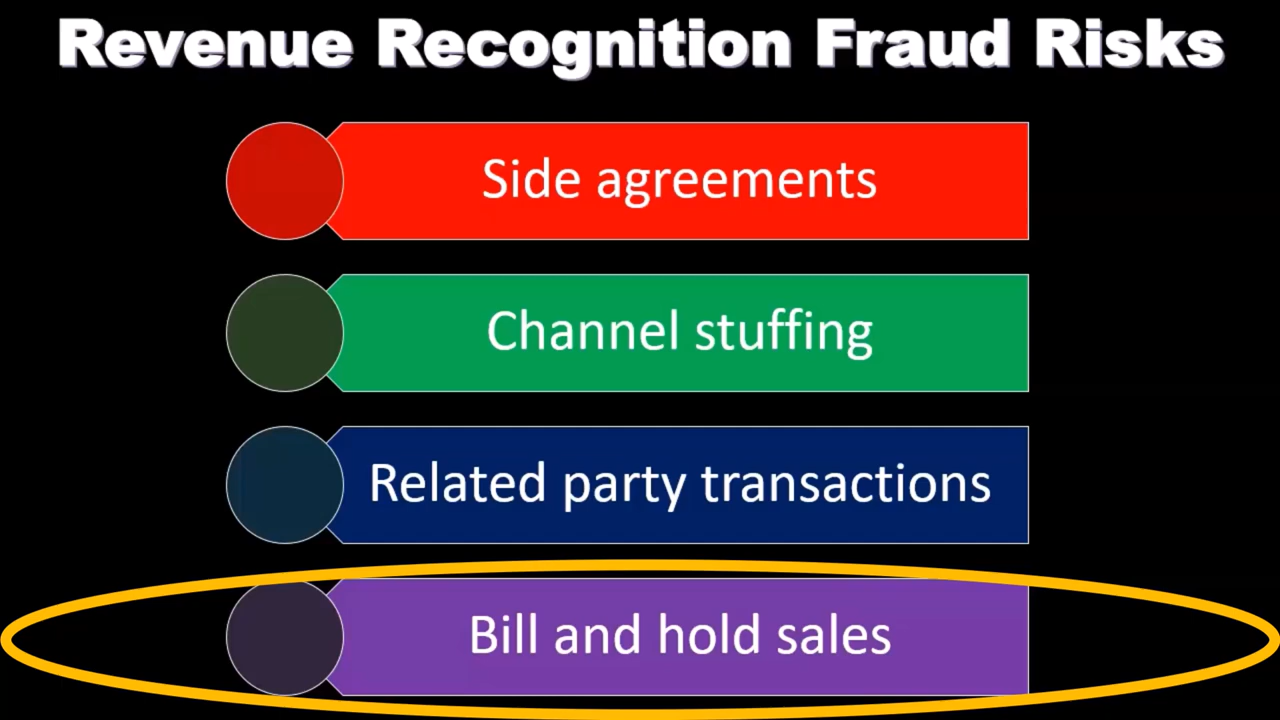 Revenue Recognition Fraud Risks
Side agreements
Channel stuffing
Related party transactions
Bill and hold sales